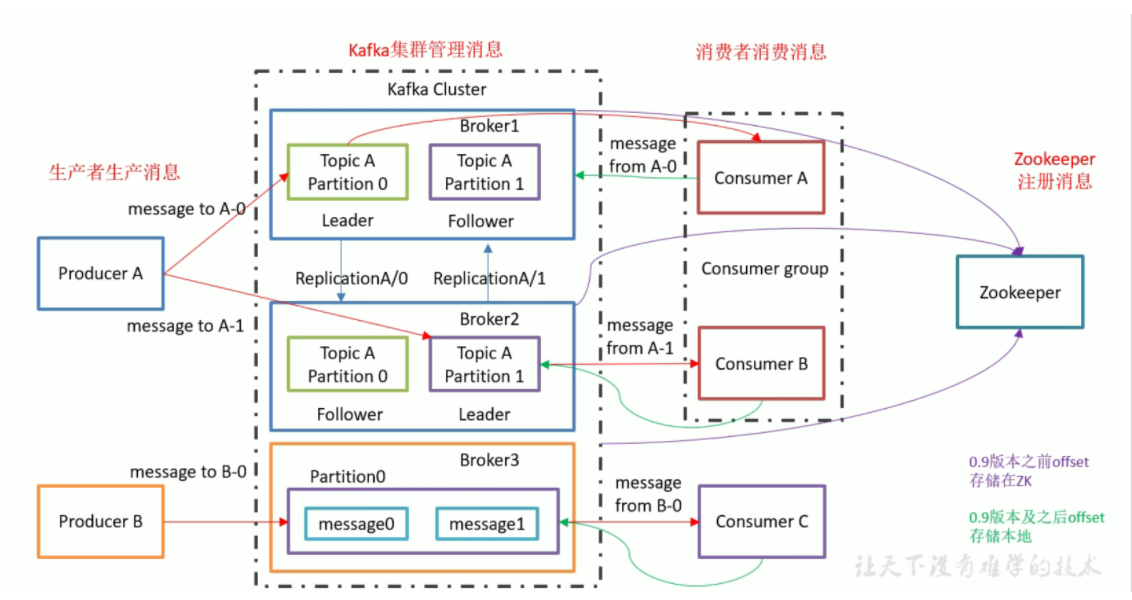 Kafka集群管理消息
消费者消费消息
Kafka Cluster
Broker1
Topic A
Partition 0
Topic A
Partition 1
Leader
Follower
message
from A-0
Consumer A
Zookeeper
注册消息
生产者生产消息
message to A-0
Producer A
message to A-1
ReplicationA/0
ReplicationA/1
Consumer group
Zookeeper
Broker2
Topic A
Partition 0
Topic A
Partition 1
Follower
Leader
message
from A-1
Consumer B
message to B-0
Producer B
Broker3
Partition0
message0
message1
message
from B-0
Consumer C
0.9版本之前offset
存储在ZK
0.9版本及之后offset
存储本地
让天下没有难学的技术